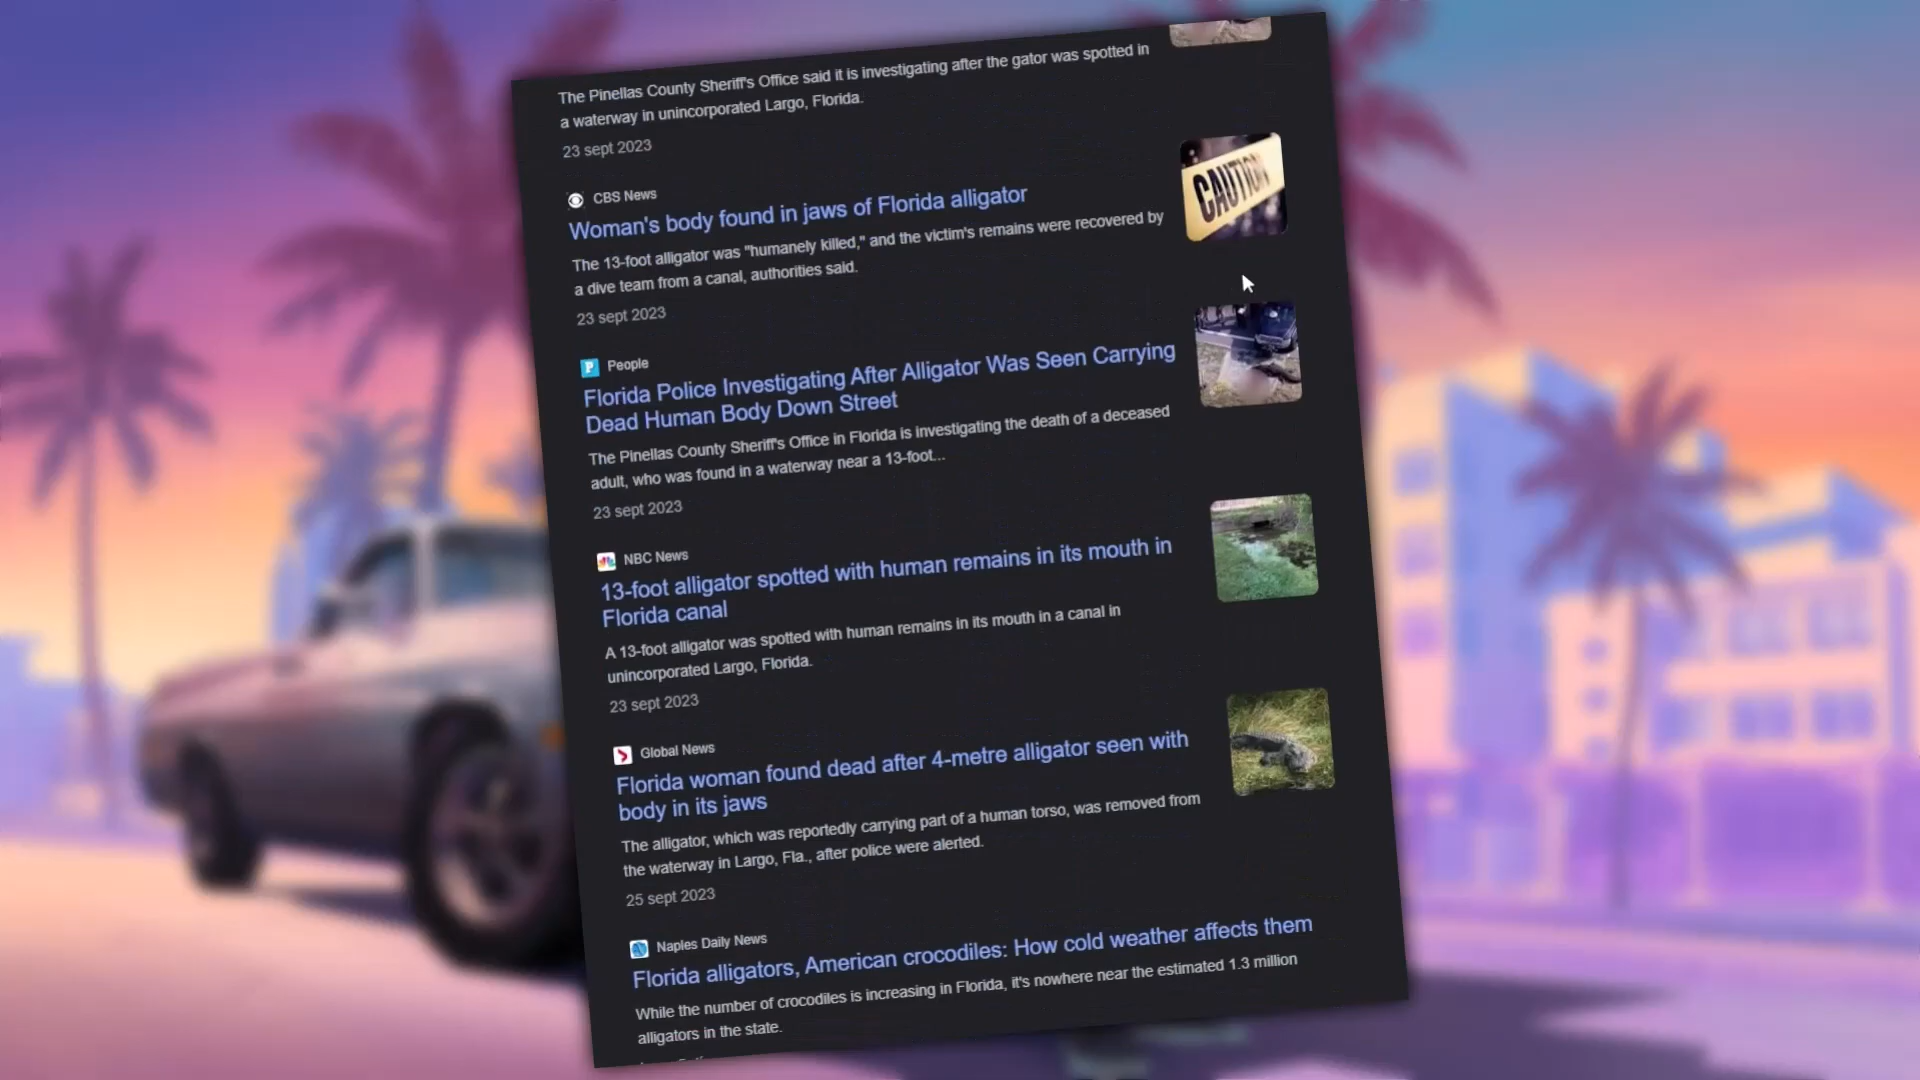 The Pinellas County Sheriff's Office said it is investigating after the gator was spotted in
a waterway in unincorporated Largo, Florida.
23 sept 2023
CBS News
Woman's body found in jaws of Florida alligator
The 13-foot alligator was "humanely killed," and the victim's remains were recovered by
a dive team from a canal, authorities said.
23 sept 2023
CAUTION
People
Florida Police Investigating After Alligator Was Seen Carrying
Dead Human Body Down Street
The Pinellas County Sheriff's Office in Florida is investigating the death of a deceased
adult, who was found in a waterway near a 13-foot...
23 sept 2023
NBC News
13-foot alligator spotted with human remains in its mouth in
Florida canal
A 13-foot alligator was spotted with human remains in its mouth in a canal in
unincorporated Largo, Florida.
23 sept 2023
Global News
Florida woman found dead after 4-metre alligator seen with
body in its jaws
The alligator, which was reportedly carrying part of a human torso, was removed from
the waterway in Largo, Fla., after police were alerted.
25 sept 2023
Naples Daily News
Florida alligators, American crocodiles: How cold weather affects them
While the number of crocodiles is increasing in Florida, it's nowhere near the estimated 1.3 million
alligators in the state.